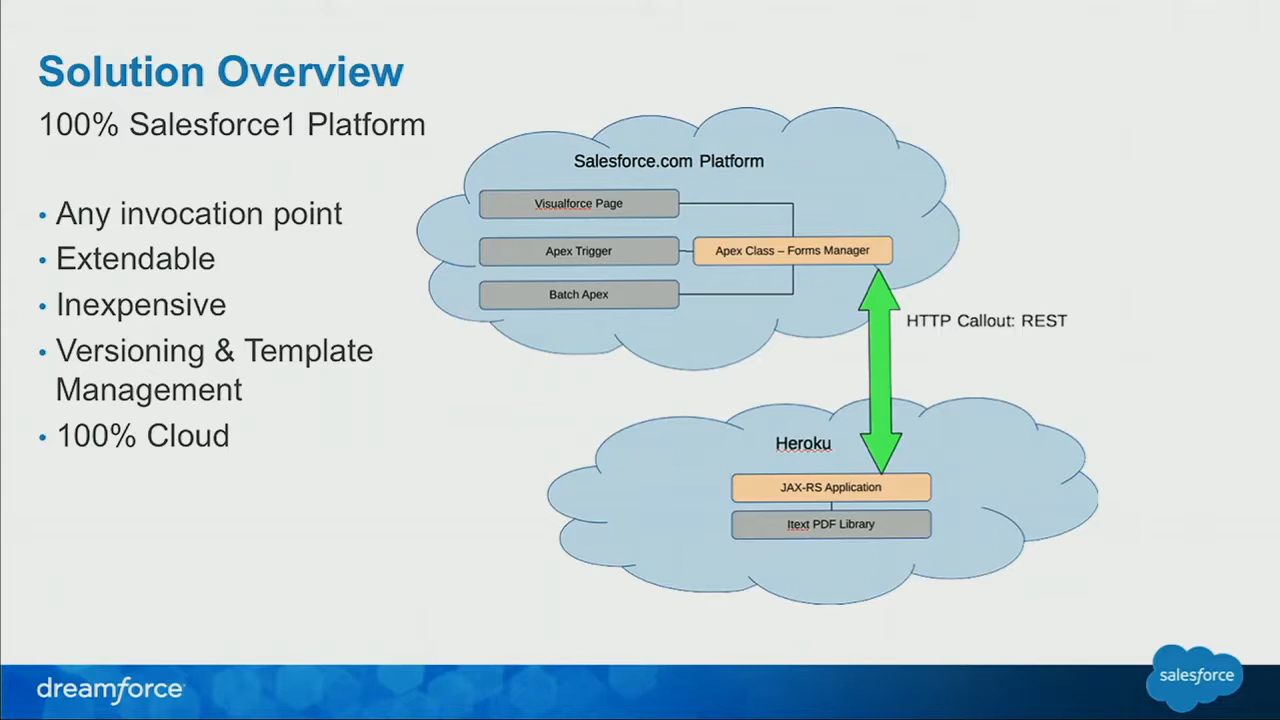 Solution Overview
100% Salesforce1 Platform
• Any invocation point
• Extendable
• Inexpensive
• Versioning & Template
Management
• 100% Cloud
Salesforce.com Platform
Visualforce Page
Apex Trigger
Apex Class – Forms Manager
Batch Apex
HTTP Callout: REST
Heroku
JAX-RS Application
Itext PDF Library
dreamforce
salesforce